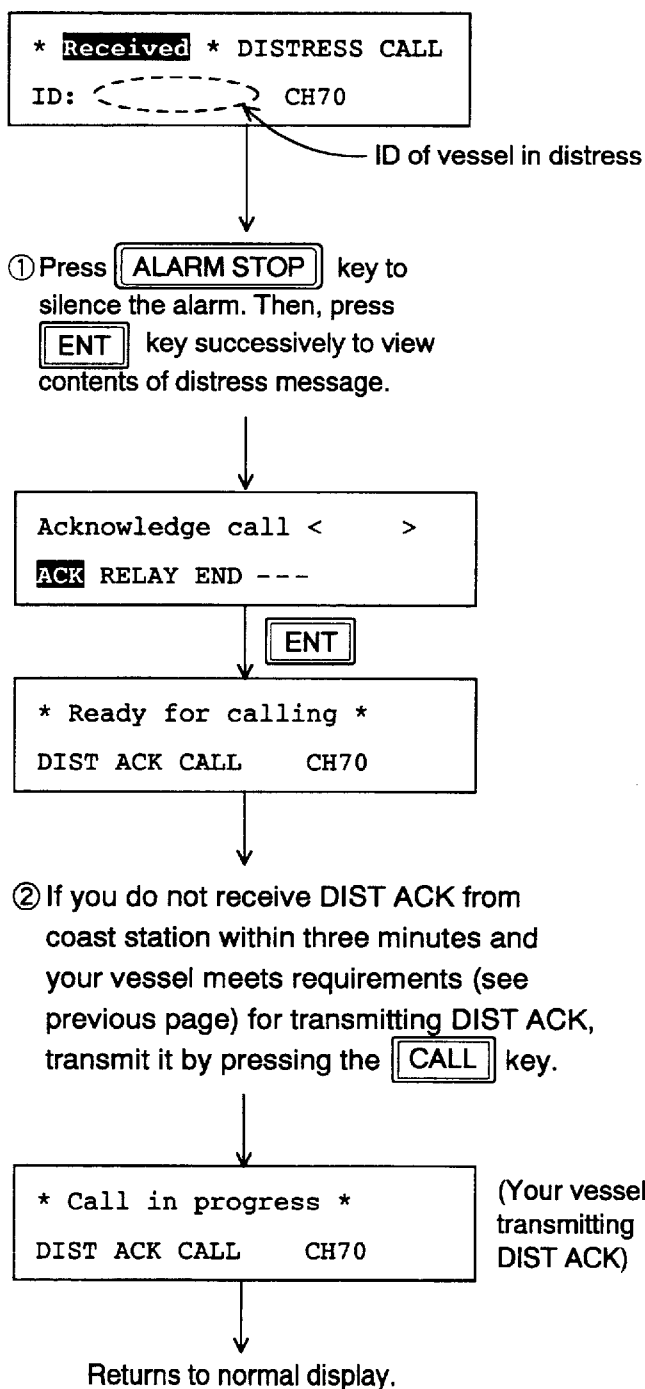 * Received * DISTRESS CALL
ID: CH70
ID of vessel in distress
① Press ALARM STOP key to
silence the alarm. Then, press
ENT key successively to view
contents of distress message.
Acknowledge call < >
ACK RELAY END ---
ENT
* Ready for calling *
DIST ACK CALL CH70
② If you do not receive DIST ACK from
coast station within three minutes and
your vessel meets requirements (see
previous page) for transmitting DIST ACK,
transmit it by pressing the CALL key.
* Call in progress *
DIST ACK CALL CH70
(Your vessel
transmitting
DIST ACK)
Returns to normal display.